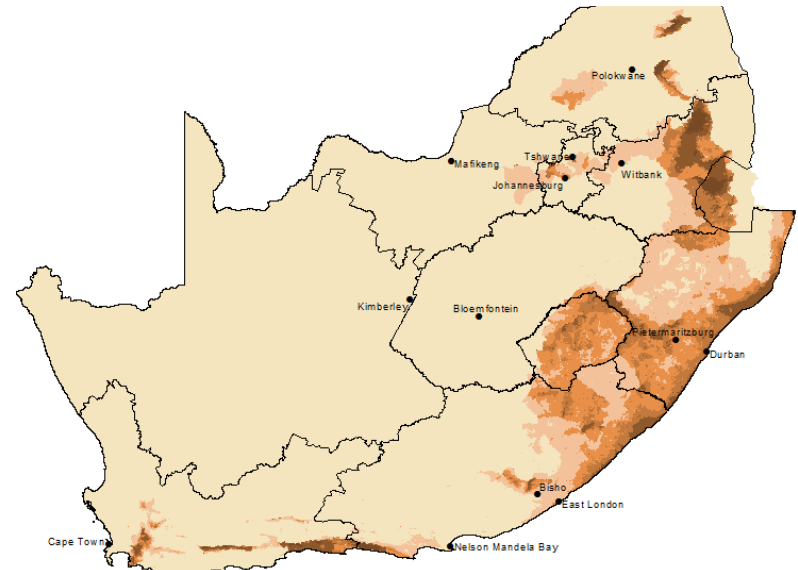 Polokwane
Tshwane
Mafikeng
Witbank
Johannesburg
Kimberley
Bloemfontein
Pietermaritzburg
Durban
Bisho
East London
Cape Town
Nelson Mandela Bay